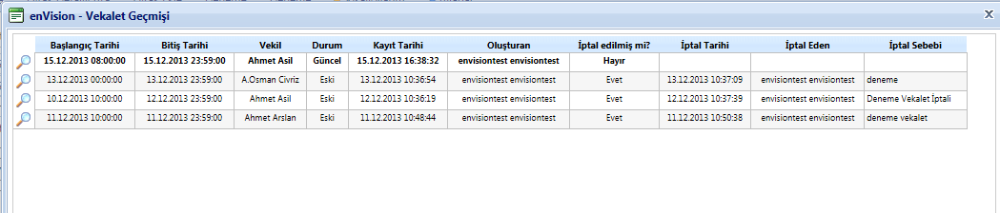 enVision - Vekalet Geçmişi
Başlangıç Tarihi Bitiş Tarihi Vekil Durum Kayıt Tarihi Oluşturan İptal edilmiş mi? İptal Tarihi İptal Eden İptal Sebebi
15.12.2013 08:00:00 15.12.2013 23:59:00 Ahmet Asil Güncel 15.12.2013 16:38:32 envisiontest envisiontest Hayır
13.12.2013 00:00:00 13.12.2013 23:59:00 A.Osman Civriz Eski 13.12.2013 10:36:54 envisiontest envisiontest Evet 13.12.2013 10:37:09 envisiontest envisiontest deneme
10.12.2013 10:00:00 12.12.2013 23:59:00 Ahmet Asil Eski 12.12.2013 10:36:19 envisiontest envisiontest Evet 12.12.2013 10:37:39 envisiontest envisiontest Deneme Vekalet İptali
11.12.2013 10:00:00 11.12.2013 23:59:00 Ahmet Arslan Eski 11.12.2013 10:48:44 envisiontest envisiontest Evet 11.12.2013 10:50:38 envisiontest envisiontest deneme vekalet